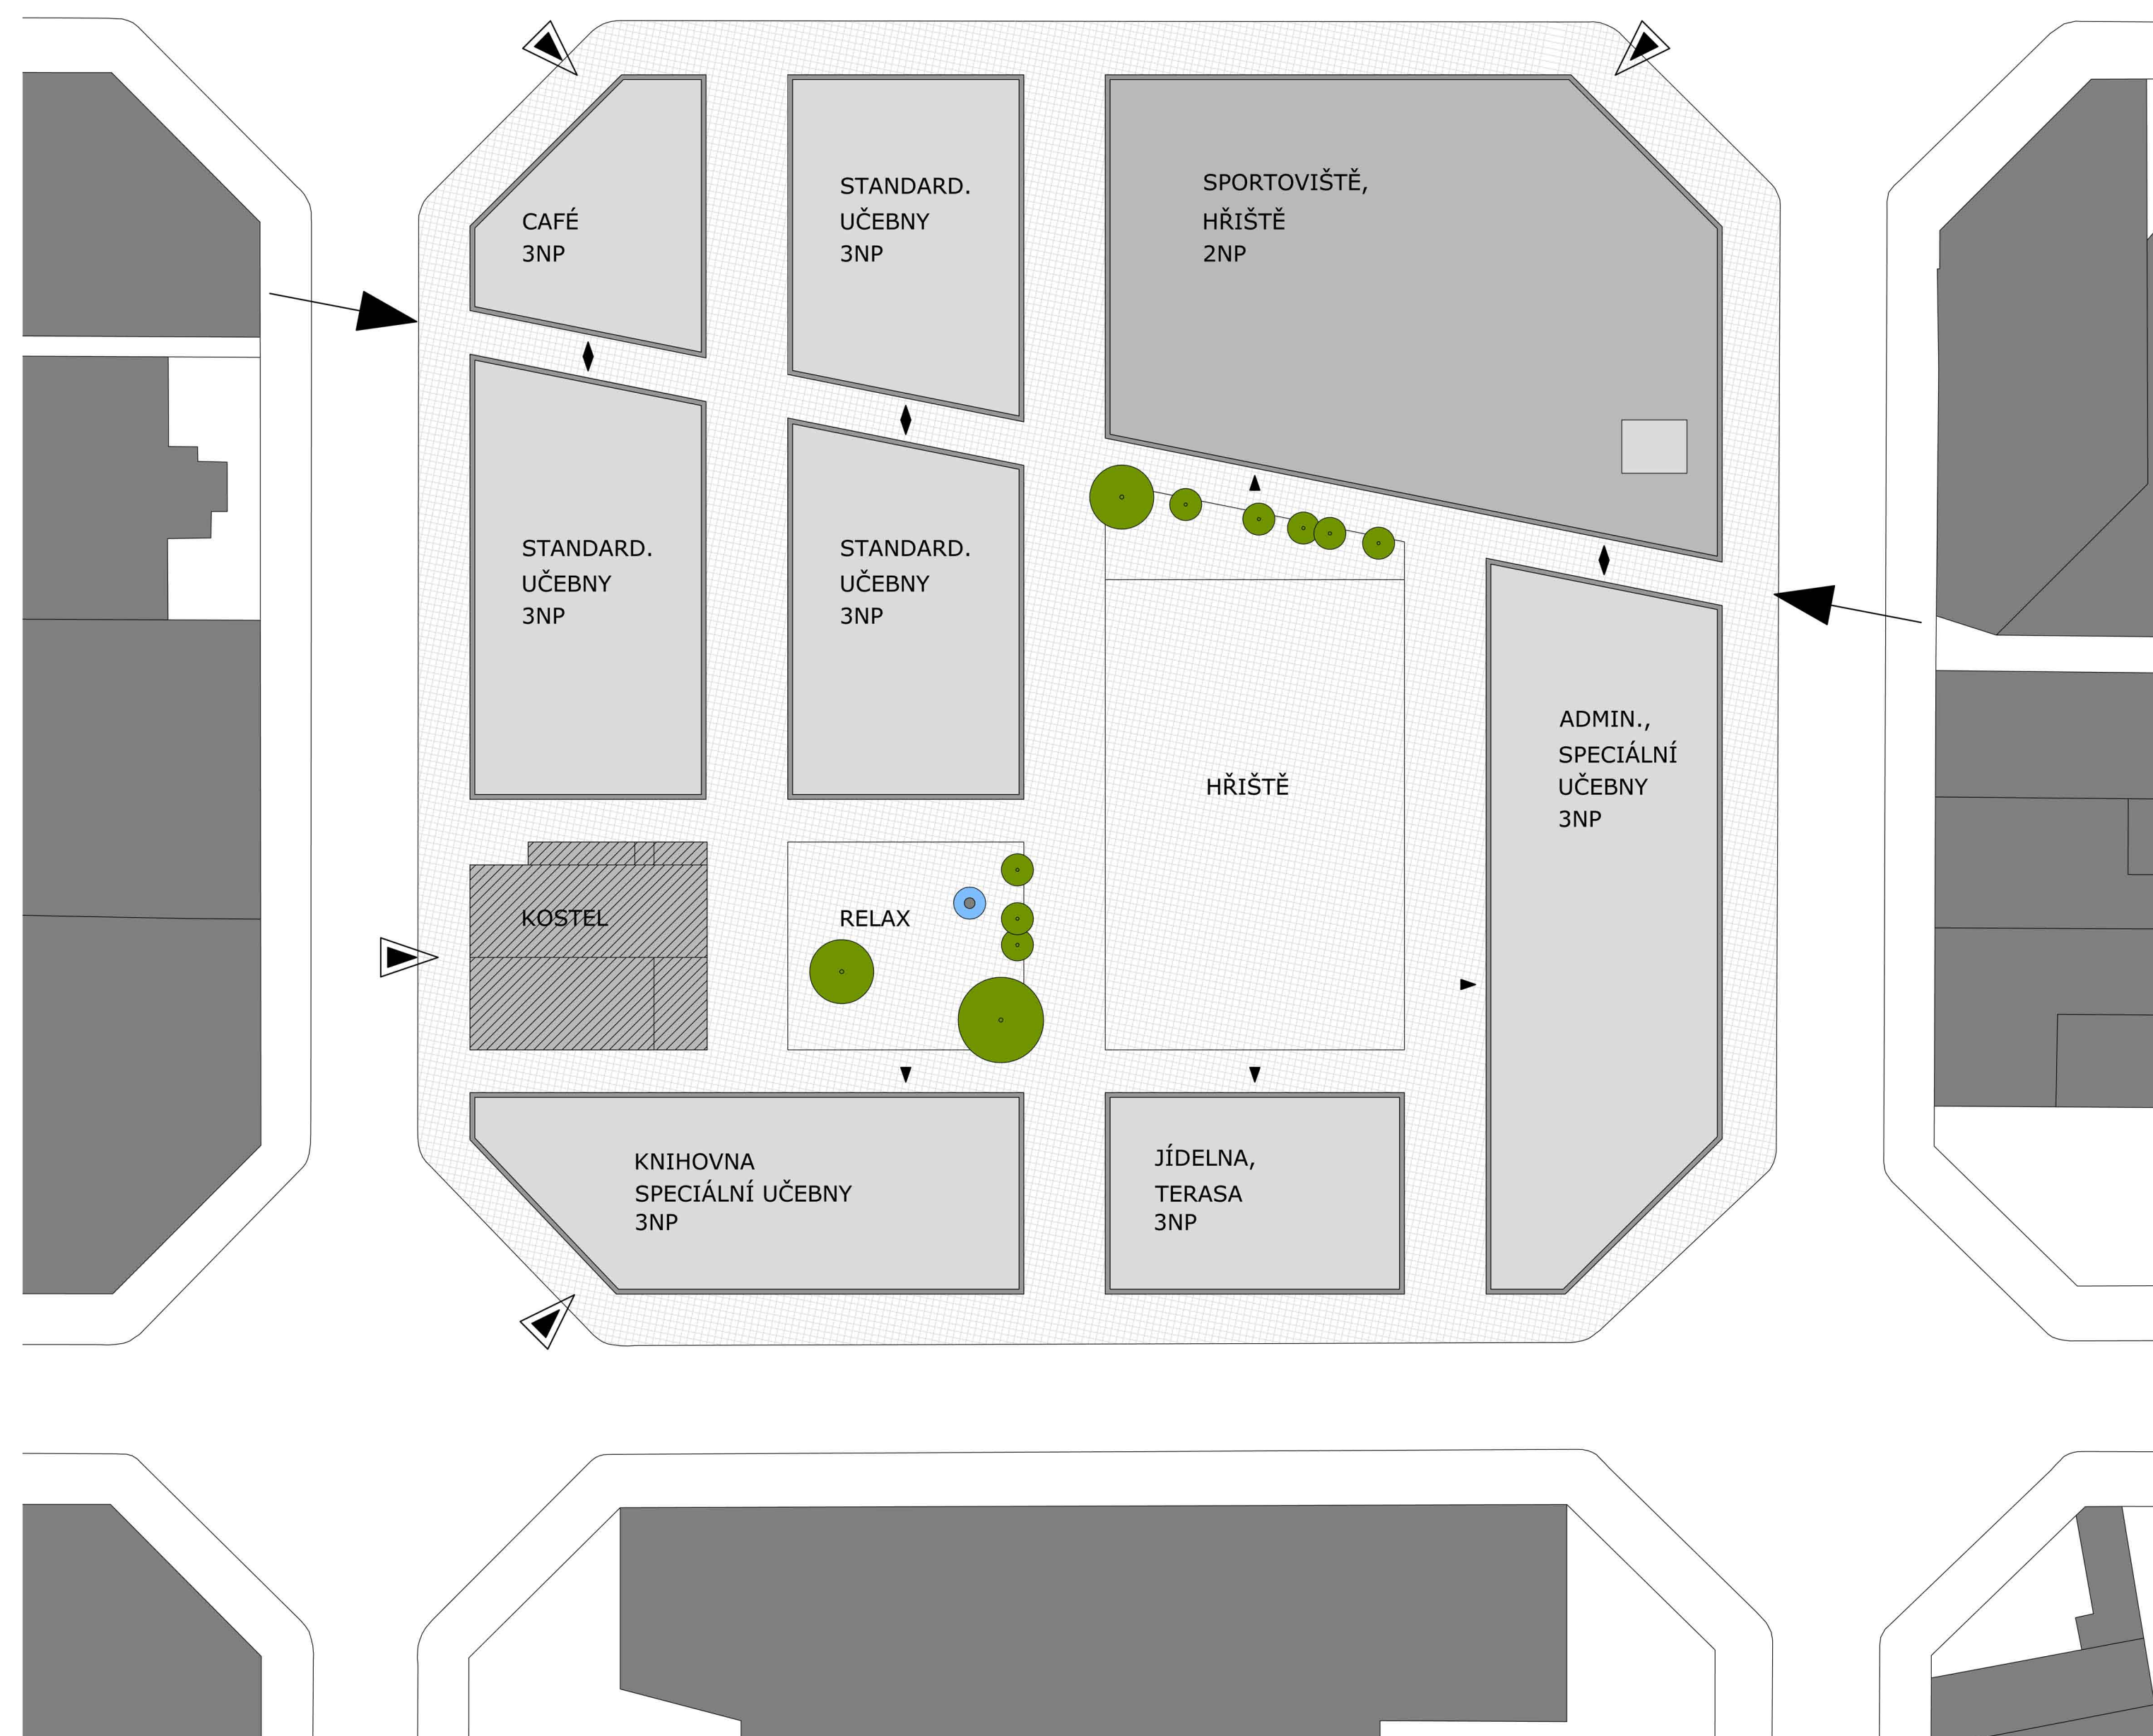 CAFÉ
3NP
STANDARD.
UČEBNY
3NP
SPORTOVIŠTĚ,
HŘIŠTĚ
2NP
STANDARD.
UČEBNY
3NP
STANDARD.
UČEBNY
3NP
HŘIŠTĚ
ADMIN.,
SPECIÁLNÍ
UČEBNY
3NP
KOSTEL
RELAX
KNIHOVNA
SPECIÁLNÍ UČEBNY
3NP
JÍDELNA,
TERASA
3NP